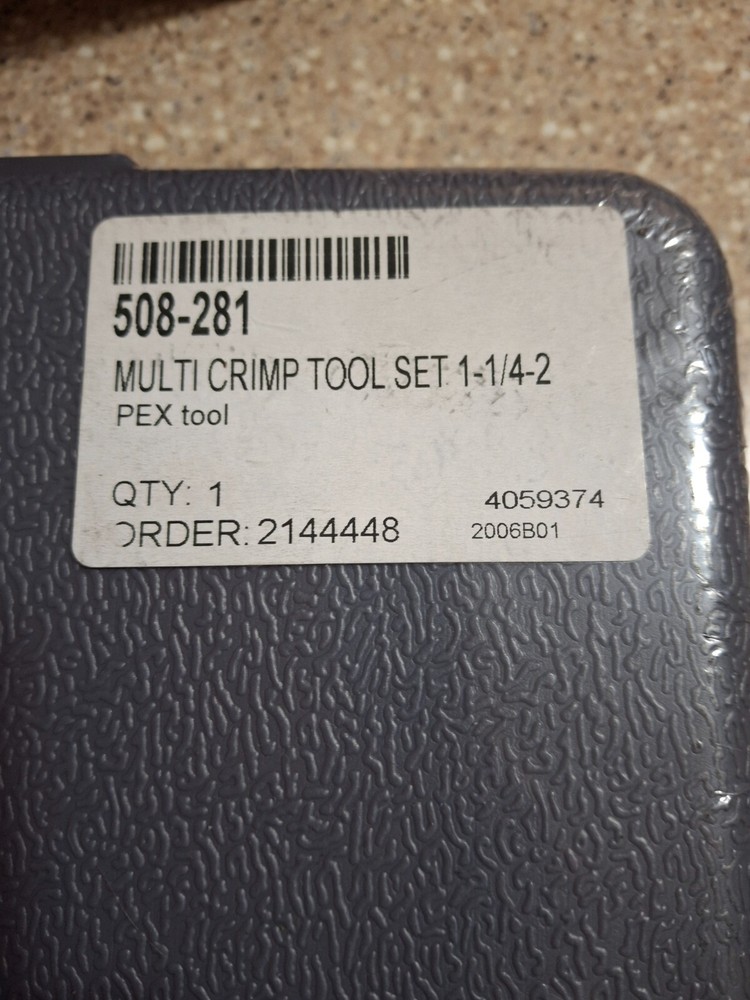 508-281
MULTI CRIMP TOOL SET 1-1/4-2
PEX tool
QTY: 1
4059374
ORDER: 2144448
2006B01